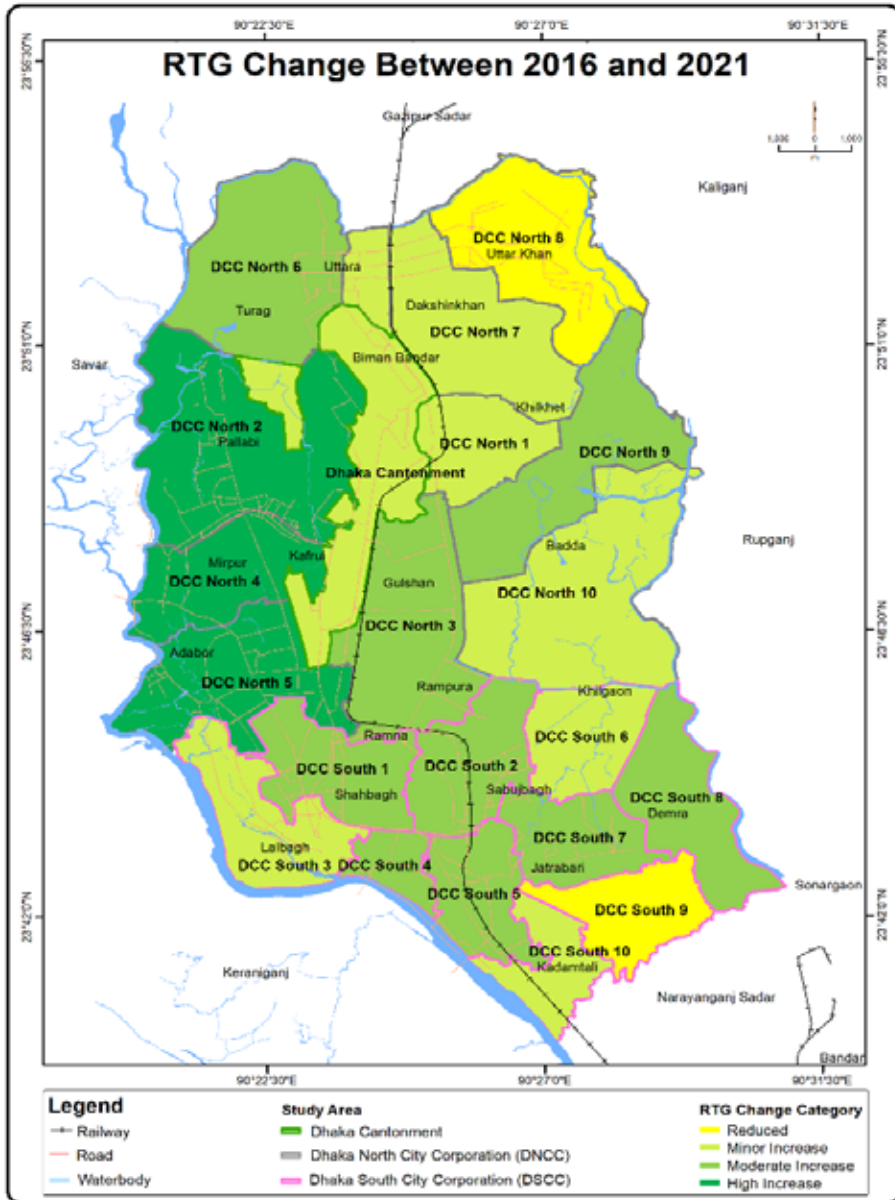 90°22'30"E 90°27'0"E 90°31'30"E
RTG Change Between 2016 and 2021
Gazipur Sadar
Kaliganj
DCC North 8
Uttar Khan
DCC North 6
Uttara
Turag
Dakshinkhan
DCC North 7
23°51'0"N
23°51'0"N
Savar
Biman Bandar
Khilkhet
DCC North 2
Pallabi
DCC North 1
DCC North 9
Dhaka Cantonment
Rupganj
Badda
Kafrul
Mirpur
DCC North 4
Gulshan
DCC North 10
DCC North 3
23°46'30"N
23°46'30"N
Adabor
DCC North 5
Rampura
Khilgaon
Ramna
DCC South 6
DCC South 1
DCC South 2
Shahbagh
Sabujbagh
DCC South 8
Demra
DCC South 7
Lalbagh
DCC South 3
DCC South 4
Jatrabari
Sonargaon
DCC South 5
DCC South 9
23°42'0"N
23°42'0"N
DCC South 10
Kadamtali
Keraniganj
Narayanganj Sadar
Bandar
90°22'30"E 90°27'0"E 90°31'30"E
Legend
Railway
Road
Waterbody
Study Area
Dhaka Cantonment
Dhaka North City Corporation (DNCC)
Dhaka South City Corporation (DSCC)
RTG Change Category
Reduced
Minor Increase
Moderate Increase
High Increase